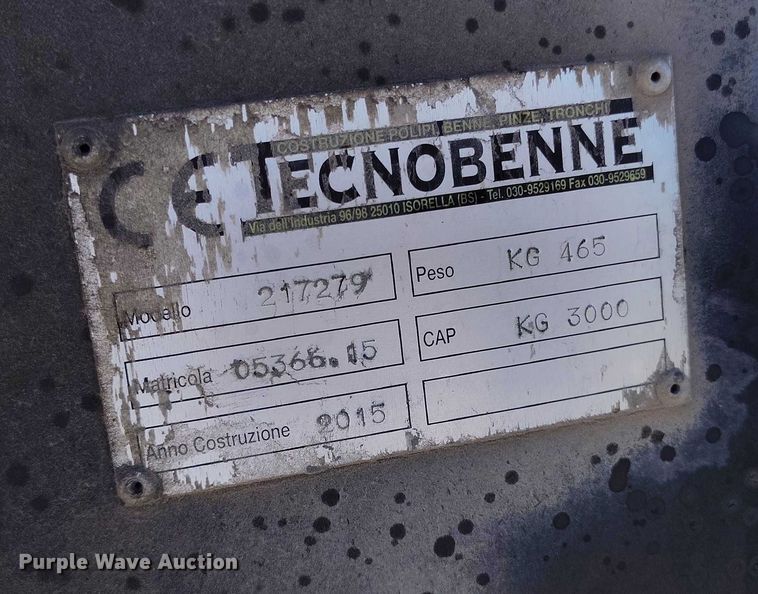 COSTRUZIONE POLIPI, BENNE, PINZE, TRONCHI
CE TECNOBENNE
Via dell'Industria 96/98 25010 ISORELLA (BS) - Tel. 030-9529169 Fax 030-9529659
Modello 217279
Peso KG 465
Matricola 05366.15
CAP KG 3000
Anno Costruzione 2015
Purple Wave Auction